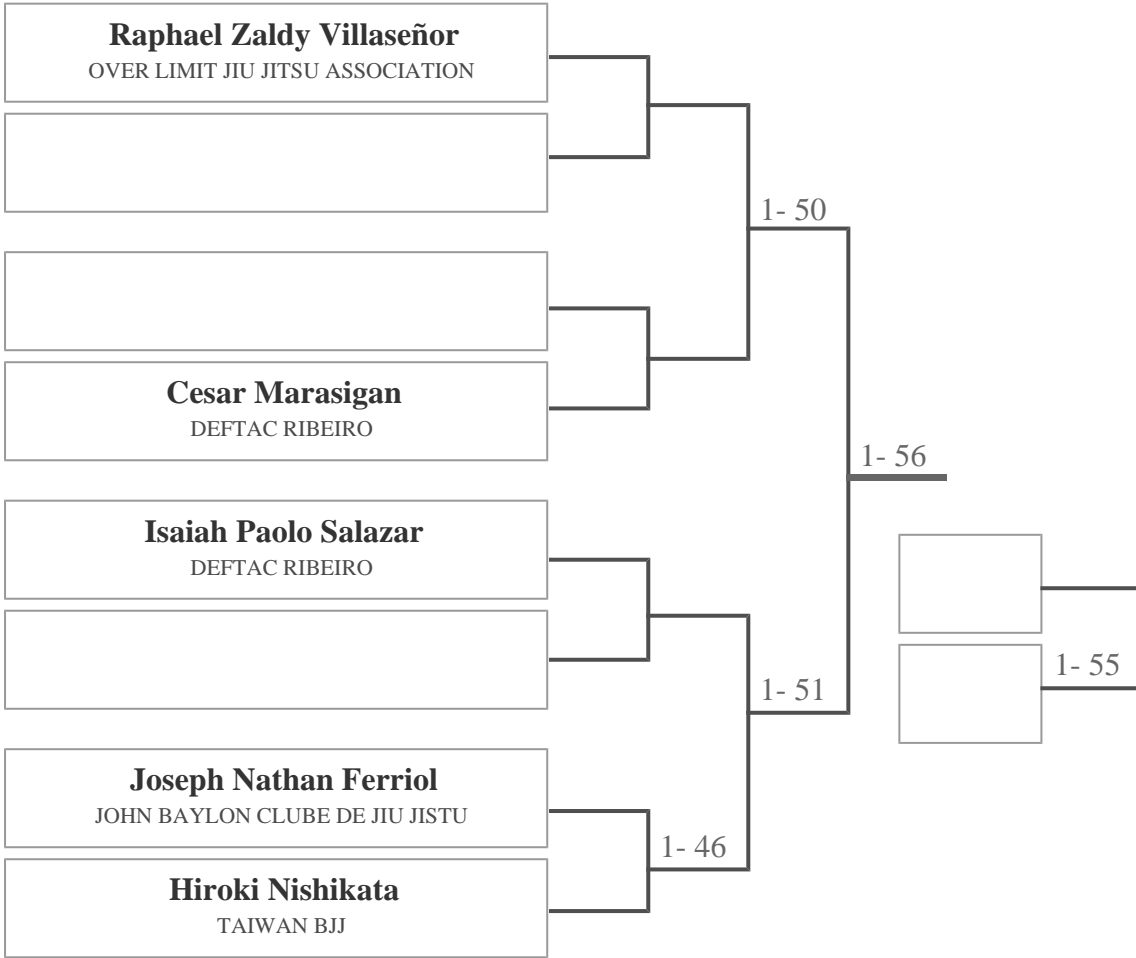 Raphael Zaldy Villaseñor
OVER LIMIT JIU JITSU ASSOCIATION
1- 50
Cesar Marasigan
DEFTAC RIBEIRO
1- 56
Isaiah Paolo Salazar
DEFTAC RIBEIRO
1- 51
1- 55
Joseph Nathan Ferriol
JOHN BAYLON CLUBE DE JIU JISTU
1- 46
Hiroki Nishikata
TAIWAN BJJ